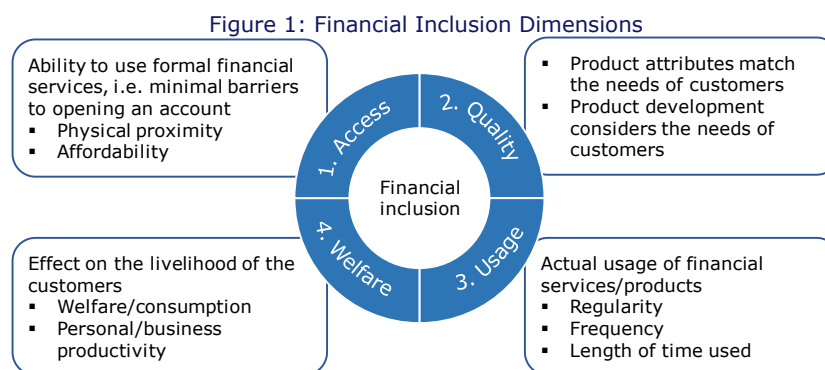 Figure 1: Financial Inclusion Dimensions
Ability to use formal financial
services, i.e. minimal barriers
to opening an account
▪ Physical proximity
▪ Affordability
▪ Product attributes match
the needs of customers
▪ Product development
considers the needs of
customers
1. Access
2. Quality
Financial
inclusion
4. Welfare
3. Usage
Effect on the livelihood of the
customers
▪ Welfare/consumption
▪ Personal/business
productivity
Actual usage of financial
services/products
▪ Regularity
▪ Frequency
▪ Length of time used